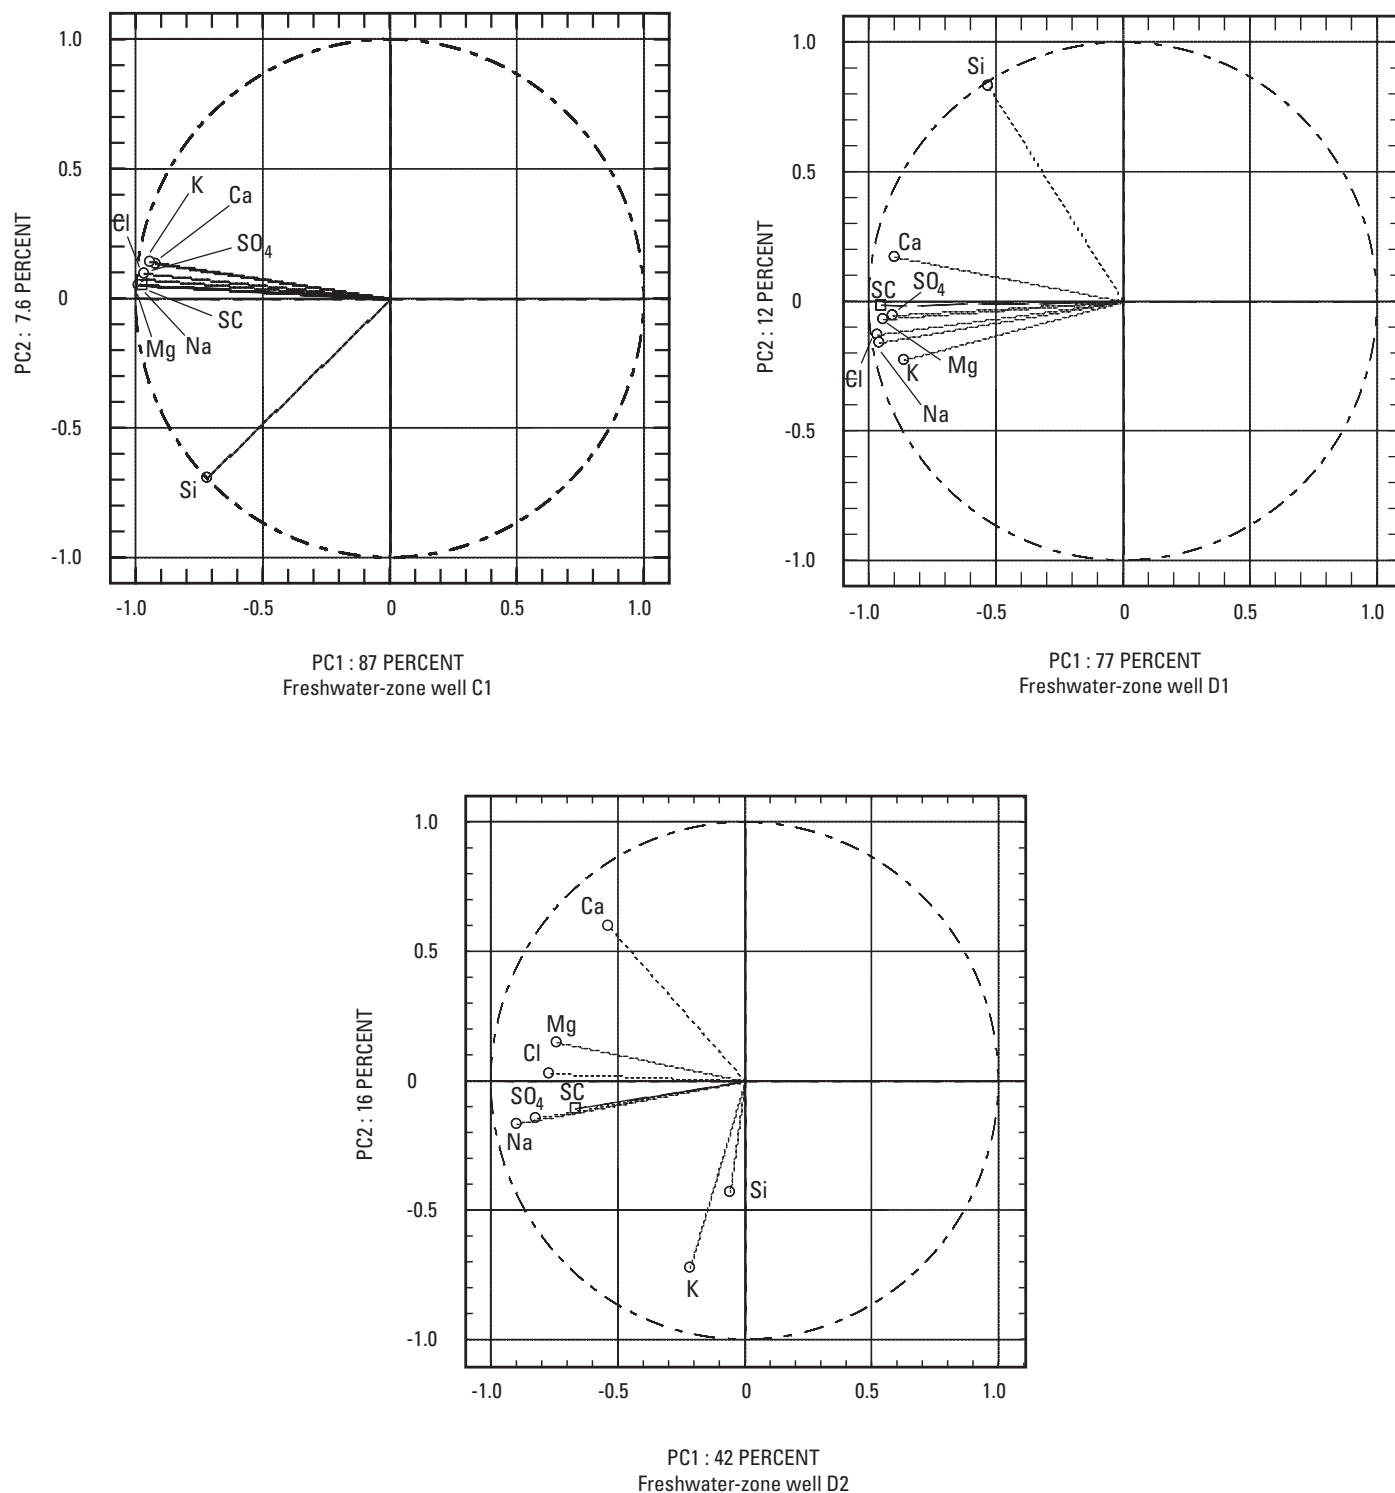 1.0
0.5
0
-0.5
-1.0
PC2 : 7.6 PERCENT
K
Ca
Cl
SO4
SC
Mg
Na
Si
-1.0 -0.5 0 0.5 1.0
PC1 : 87 PERCENT
Freshwater-zone well C1
1.0
0.5
0
-0.5
-1.0
PC2 : 12 PERCENT
Si
Ca
SC
SO4
Cl
K
Mg
Na
-1.0 -0.5 0 0.5 1.0
PC1 : 77 PERCENT
Freshwater-zone well D1
1.0
0.5
0
-0.5
-1.0
PC2 : 16 PERCENT
Ca
Mg
Cl
SO4
SC
Na
Si
K
-1.0 -0.5 0 0.5 1.0
PC1 : 42 PERCENT
Freshwater-zone well D2